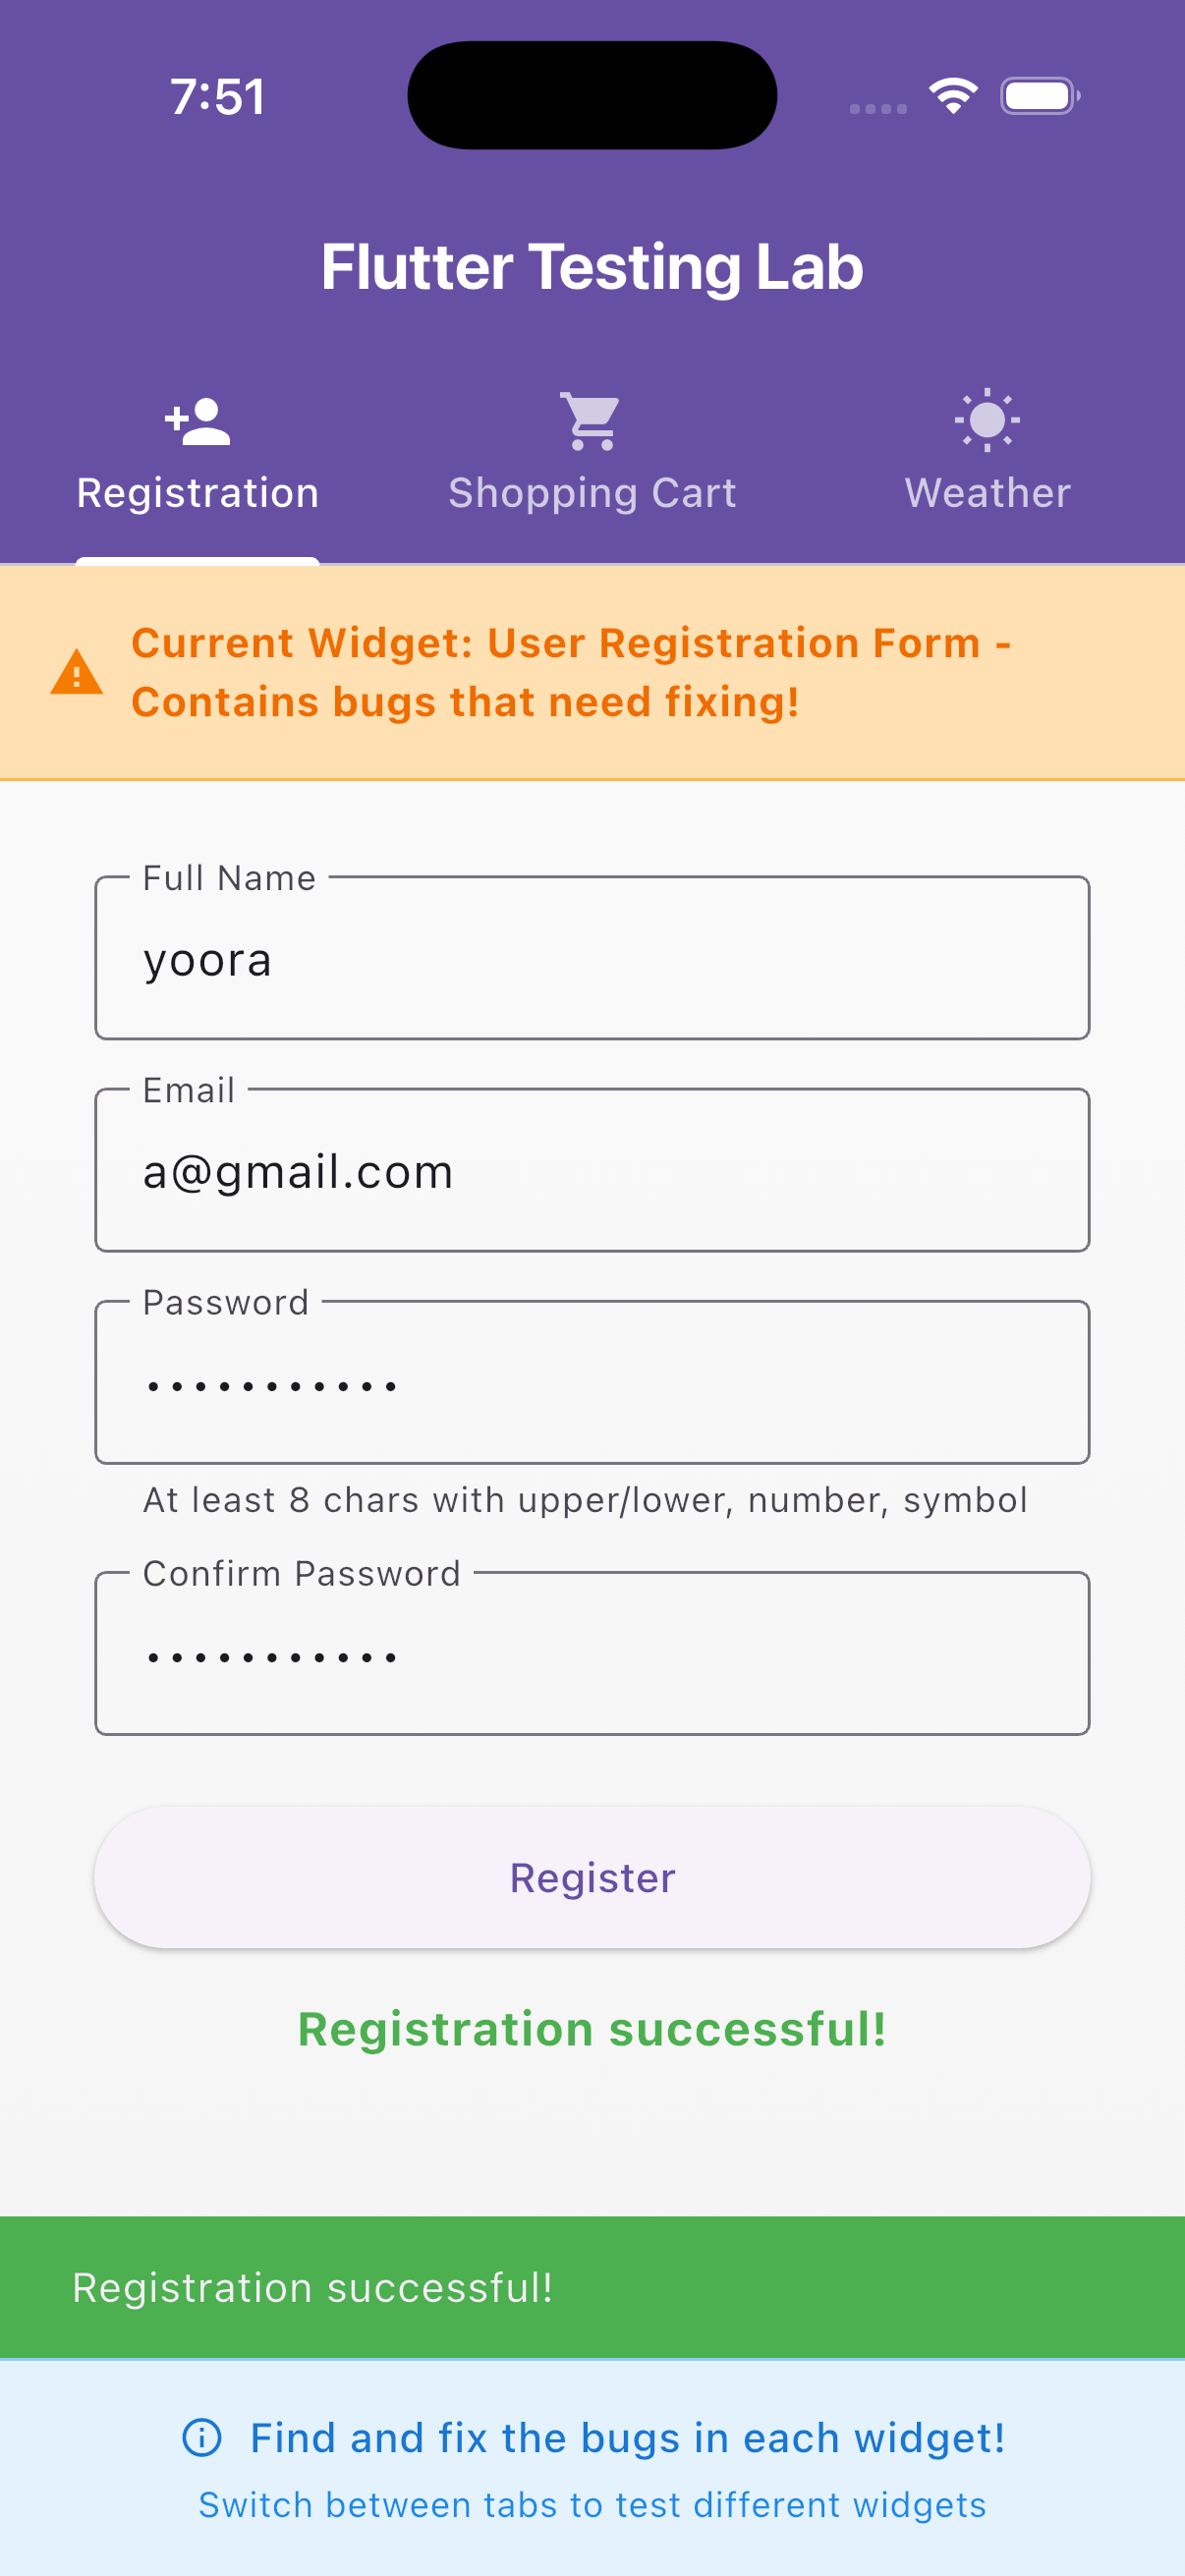 7:51
Flutter Testing Lab
Registration
Shopping Cart
Weather
Current Widget: User Registration Form -
Contains bugs that need fixing!
Full Name
yoora
Email
a@gmail.com
Password
•••••••••••
At least 8 chars with upper/lower, number, symbol
Confirm Password
•••••••••••
Register
Registration successful!
Registration successful!
Find and fix the bugs in each widget!
Switch between tabs to test different widgets